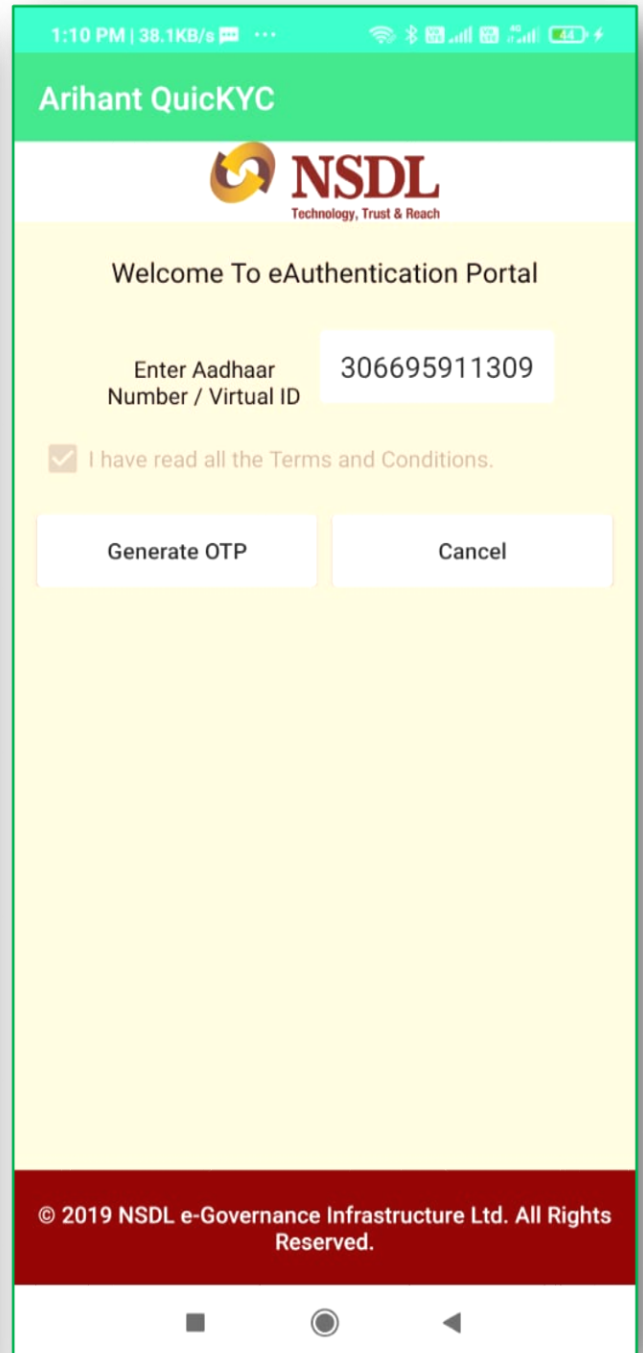 1:10 PM | 38.1KB/s ...
44
Arihant QuicKYC
NSDL
Technology, Trust & Reach
Welcome To eAuthentication Portal
Enter Aadhaar
Number / Virtual ID
306695911309
I have read all the Terms and Conditions.
Generate OTP
Cancel
© 2019 NSDL e-Governance Infrastructure Ltd. All Rights
Reserved.